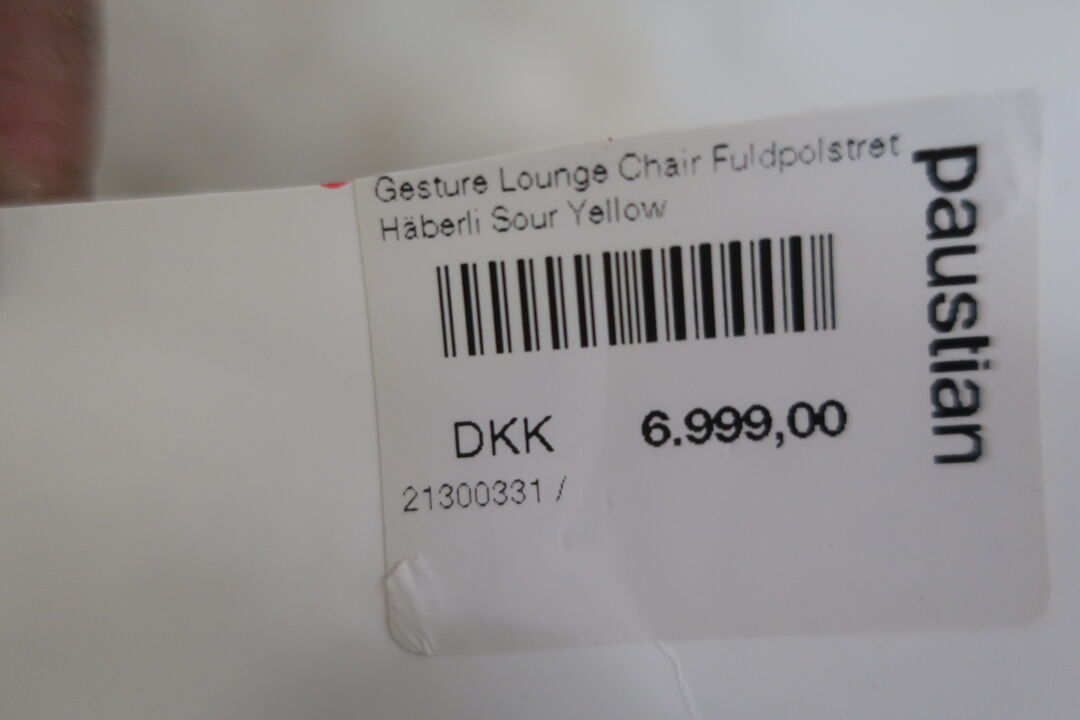 Gesture Lounge Chair Fuldpolstret
Häberli Sour Yellow
DKK 6.999,00
21300331 /
paustian